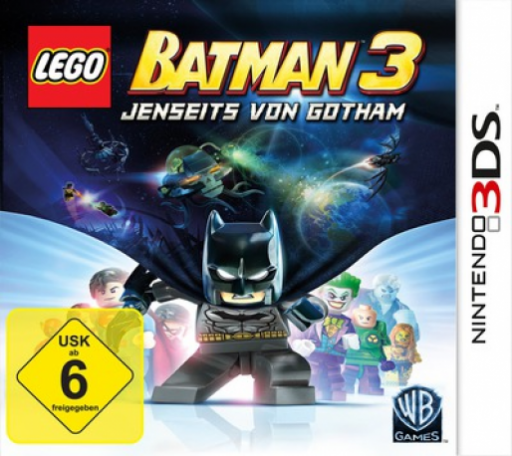 LEGO
BATMAN 3
JENSEITS VON GOTHAM
NINTENDO 3DS
USK
ab
6
freigegeben
WB
GAMES